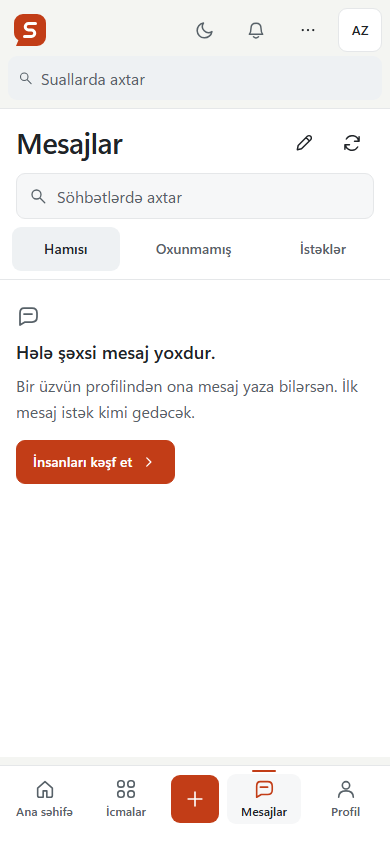 S
AZ
Suallarda axtar
Mesajlar
Söhbətlərdə axtar
Hamısı
Oxunmamış
İstəklər
Hələ şəxsi mesaj yoxdur.
Bir üzvün profilindən ona mesaj yaza bilərsən. İlk
mesaj istək kimi gedəcək.
İnsanları kəşf et
Ana səhifə
İcmalar
Mesajlar
Profil